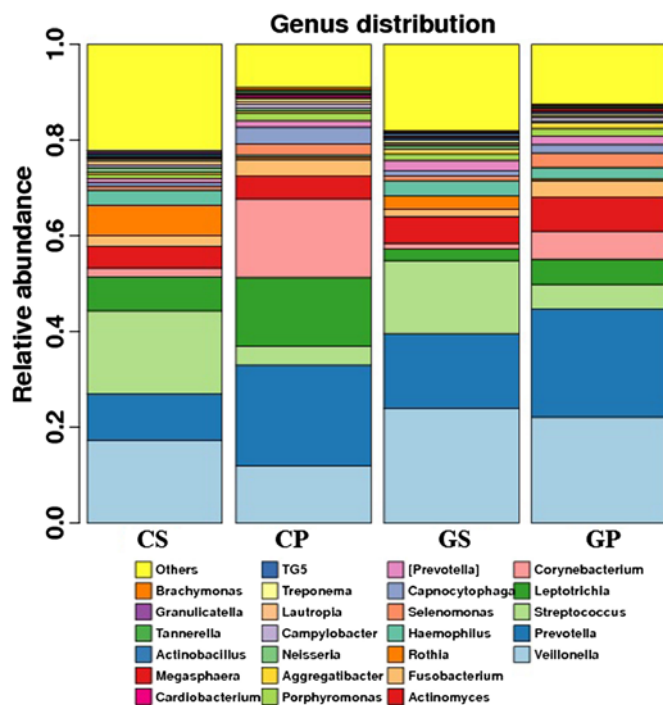 Genus distribution
Relative abundance
1.0
0.8
0.6
0.4
0.2
0.0
CS CP GS GP
Others TG5 [Prevotella] Corynebacterium
Brachymonas Treponema Capnocytophaga Leptotrichia
Granulicatella Lautropia Selenomonas Streptococcus
Tannerella Campylobacter Haemophilus Prevotella
Actinobacillus Neisseria Rothia Veillonella
Megasphaera Aggregatibacter Fusobacterium
Cardiobacterium Porphyromonas Actinomyces